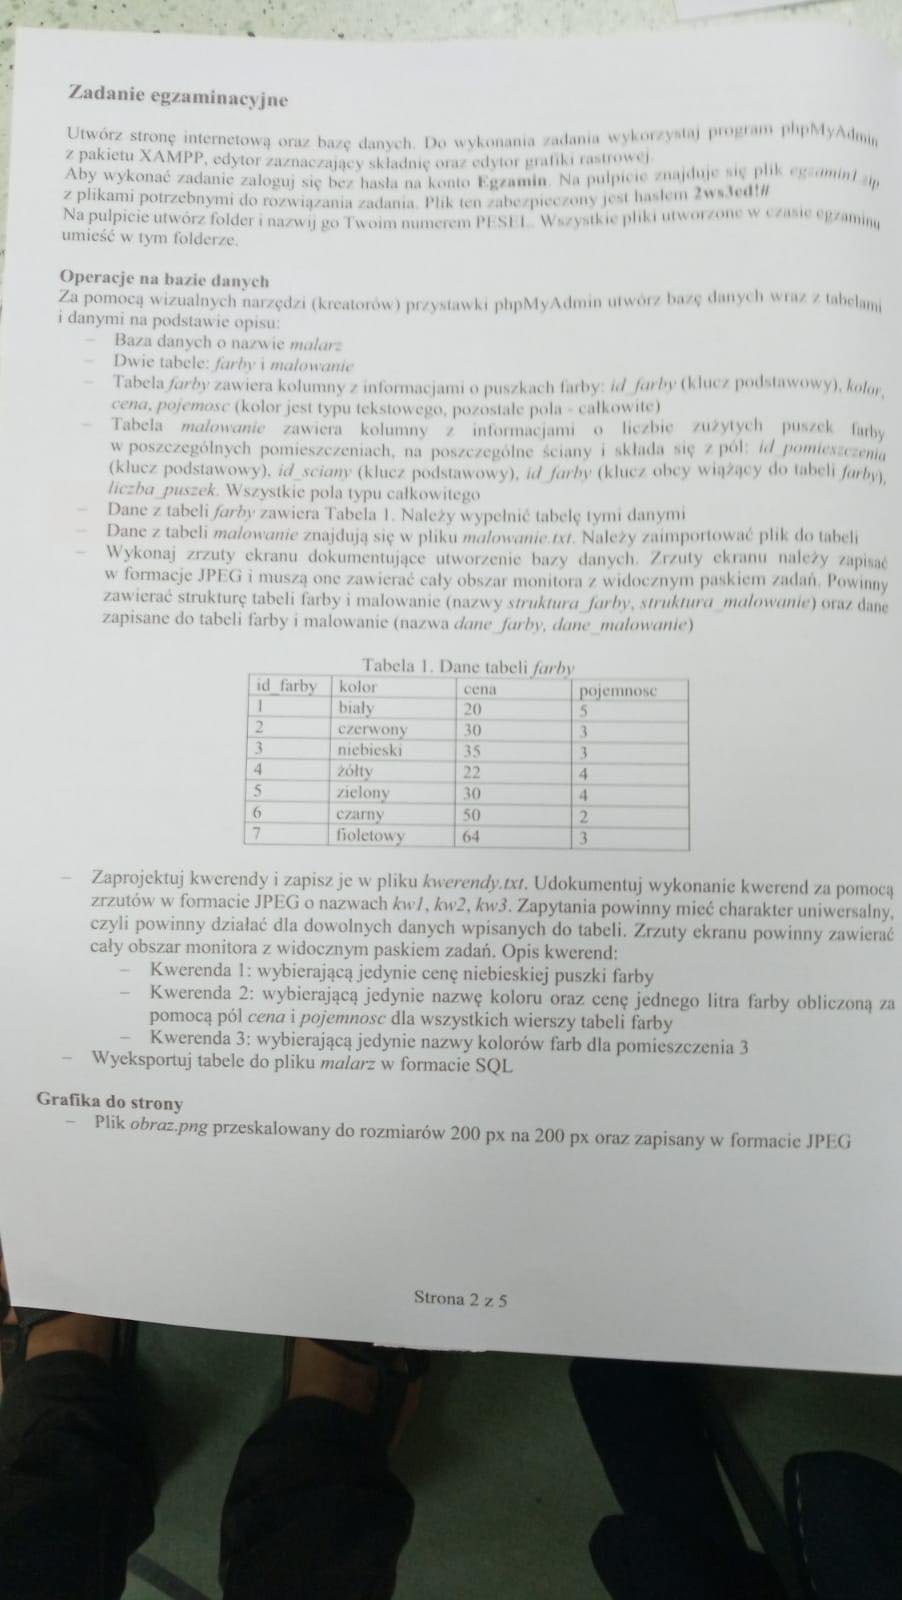 Zadanie egzaminacyjne
Utwórz stronę internetową oraz bazę danych. Do wykonania zadania wykorzystaj program phpMyAdmin
z pakietu XAMPP, edytor zaznaczający składnię oraz edytor grafiki rastrowej.
Aby wykonać zadanie zaloguj się bez hasła na konto Egzamin. Na pulpicie znajduje się plik egzamin1.zip
z plikami potrzebnymi do rozwiązania zadania. Plik ten zabezpieczony jest hasłem 2ws3ed!#
Na pulpicie utwórz folder i nazwij go Twoim numerem PESEL. Wszystkie pliki utworzone w czasie egzaminu
umieść w tym folderze.
Operacje na bazie danych
Za pomocą wizualnych narzędzi (kreatorów) przystawki phpMyAdmin utwórz bazę danych wraz z tabelami
i danymi na podstawie opisu:
– Baza danych o nazwie malarz
– Dwie tabele: farby i malowanie
– Tabela farby zawiera kolumny z informacjami o puszkach farby: id_farby (klucz podstawowy), kolor,
cena, pojemosc (kolor jest typu tekstowego, pozostałe pola - całkowite)
– Tabela malowanie zawiera kolumny z informacjami o liczbie zużytych puszek farby
w poszczególnych pomieszczeniach, na poszczególne ściany i składa się z pól: id_pomieszczenia
(klucz podstawowy), id_sciany (klucz podstawowy), id_farby (klucz obcy wiążący do tabeli farby),
liczba_puszek. Wszystkie pola typu całkowitego
– Dane z tabeli farby zawiera Tabela 1. Należy wypełnić tabelę tymi danymi
– Dane z tabeli malowanie znajdują się w pliku malowanie.txt. Należy zaimportować plik do tabeli
– Wykonaj zrzuty ekranu dokumentujące utworzenie bazy danych. Zrzuty ekranu należy zapisać
w formacje JPEG i muszą one zawierać cały obszar monitora z widocznym paskiem zadań. Powinny
zawierać strukturę tabeli farby i malowanie (nazwy struktura_farby, struktura_malowanie) oraz dane
zapisane do tabeli farby i malowanie (nazwa dane_farby, dane_malowanie)
Tabela 1. Dane tabeli farby
id_farby kolor cena pojemnosc
1 biały 20 5
2 czerwony 30 3
3 niebieski 35 3
4 żółty 22 4
5 zielony 30 4
6 czarny 50 2
7 fioletowy 64 3
– Zaprojektuj kwerendy i zapisz je w pliku kwerendy.txt. Udokumentuj wykonanie kwerend za pomocą
zrzutów w formacie JPEG o nazwach kw1, kw2, kw3. Zapytania powinny mieć charakter uniwersalny,
czyli powinny działać dla dowolnych danych wpisanych do tabeli. Zrzuty ekranu powinny zawierać
cały obszar monitora z widocznym paskiem zadań. Opis kwerend:
– Kwerenda 1: wybierającą jedynie cenę niebieskiej puszki farby
– Kwerenda 2: wybierającą jedynie nazwę koloru oraz cenę jednego litra farby obliczoną za
pomocą pól cena i pojemnosc dla wszystkich wierszy tabeli farby
– Kwerenda 3: wybierającą jedynie nazwy kolorów farb dla pomieszczenia 3
– Wyeksportuj tabele do pliku malarz w formacie SQL
Grafika do strony
– Plik obraz.png przeskalowany do rozmiarów 200 px na 200 px oraz zapisany w formacie JPEG
Strona 2 z 5